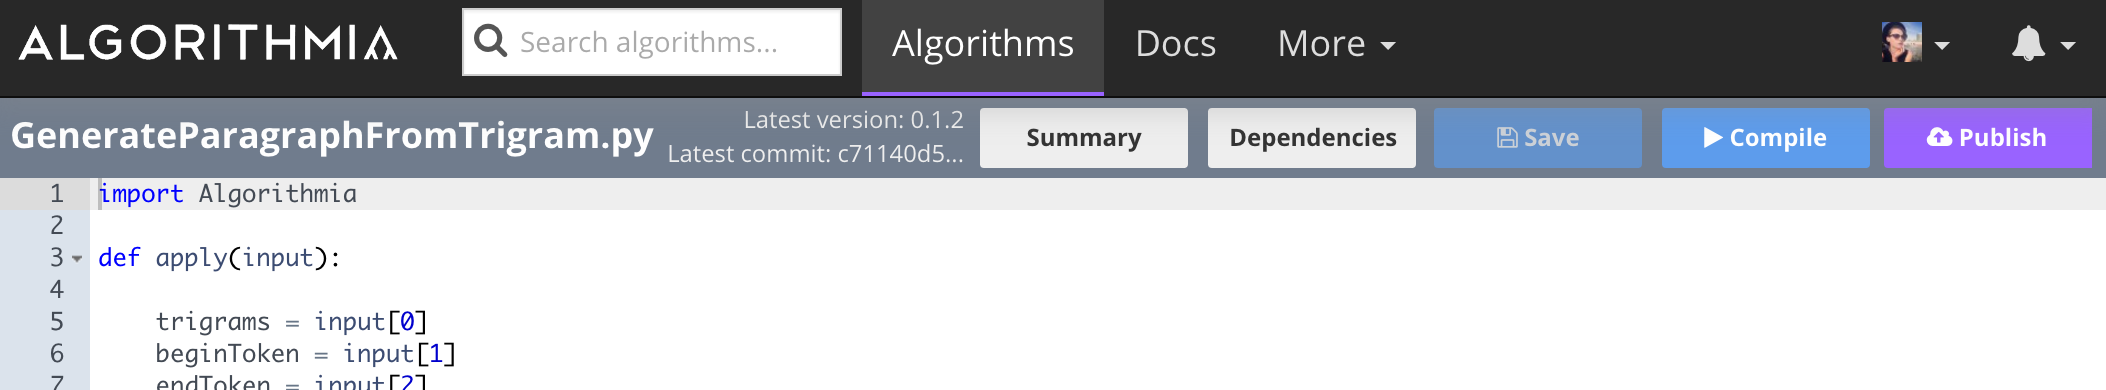 ALGORITHMIA Search algorithms... Algorithms Docs More
GenerateParagraphFromTrigram.py Latest version: 0.1.2 Summary Dependencies Save Compile Publish
Latest commit: c71140d5...
1 import Algorithmia
2
3 def apply(input):
4
5 trigrams = input[0]
6 beginToken = input[1]
7 endToken = input[2]